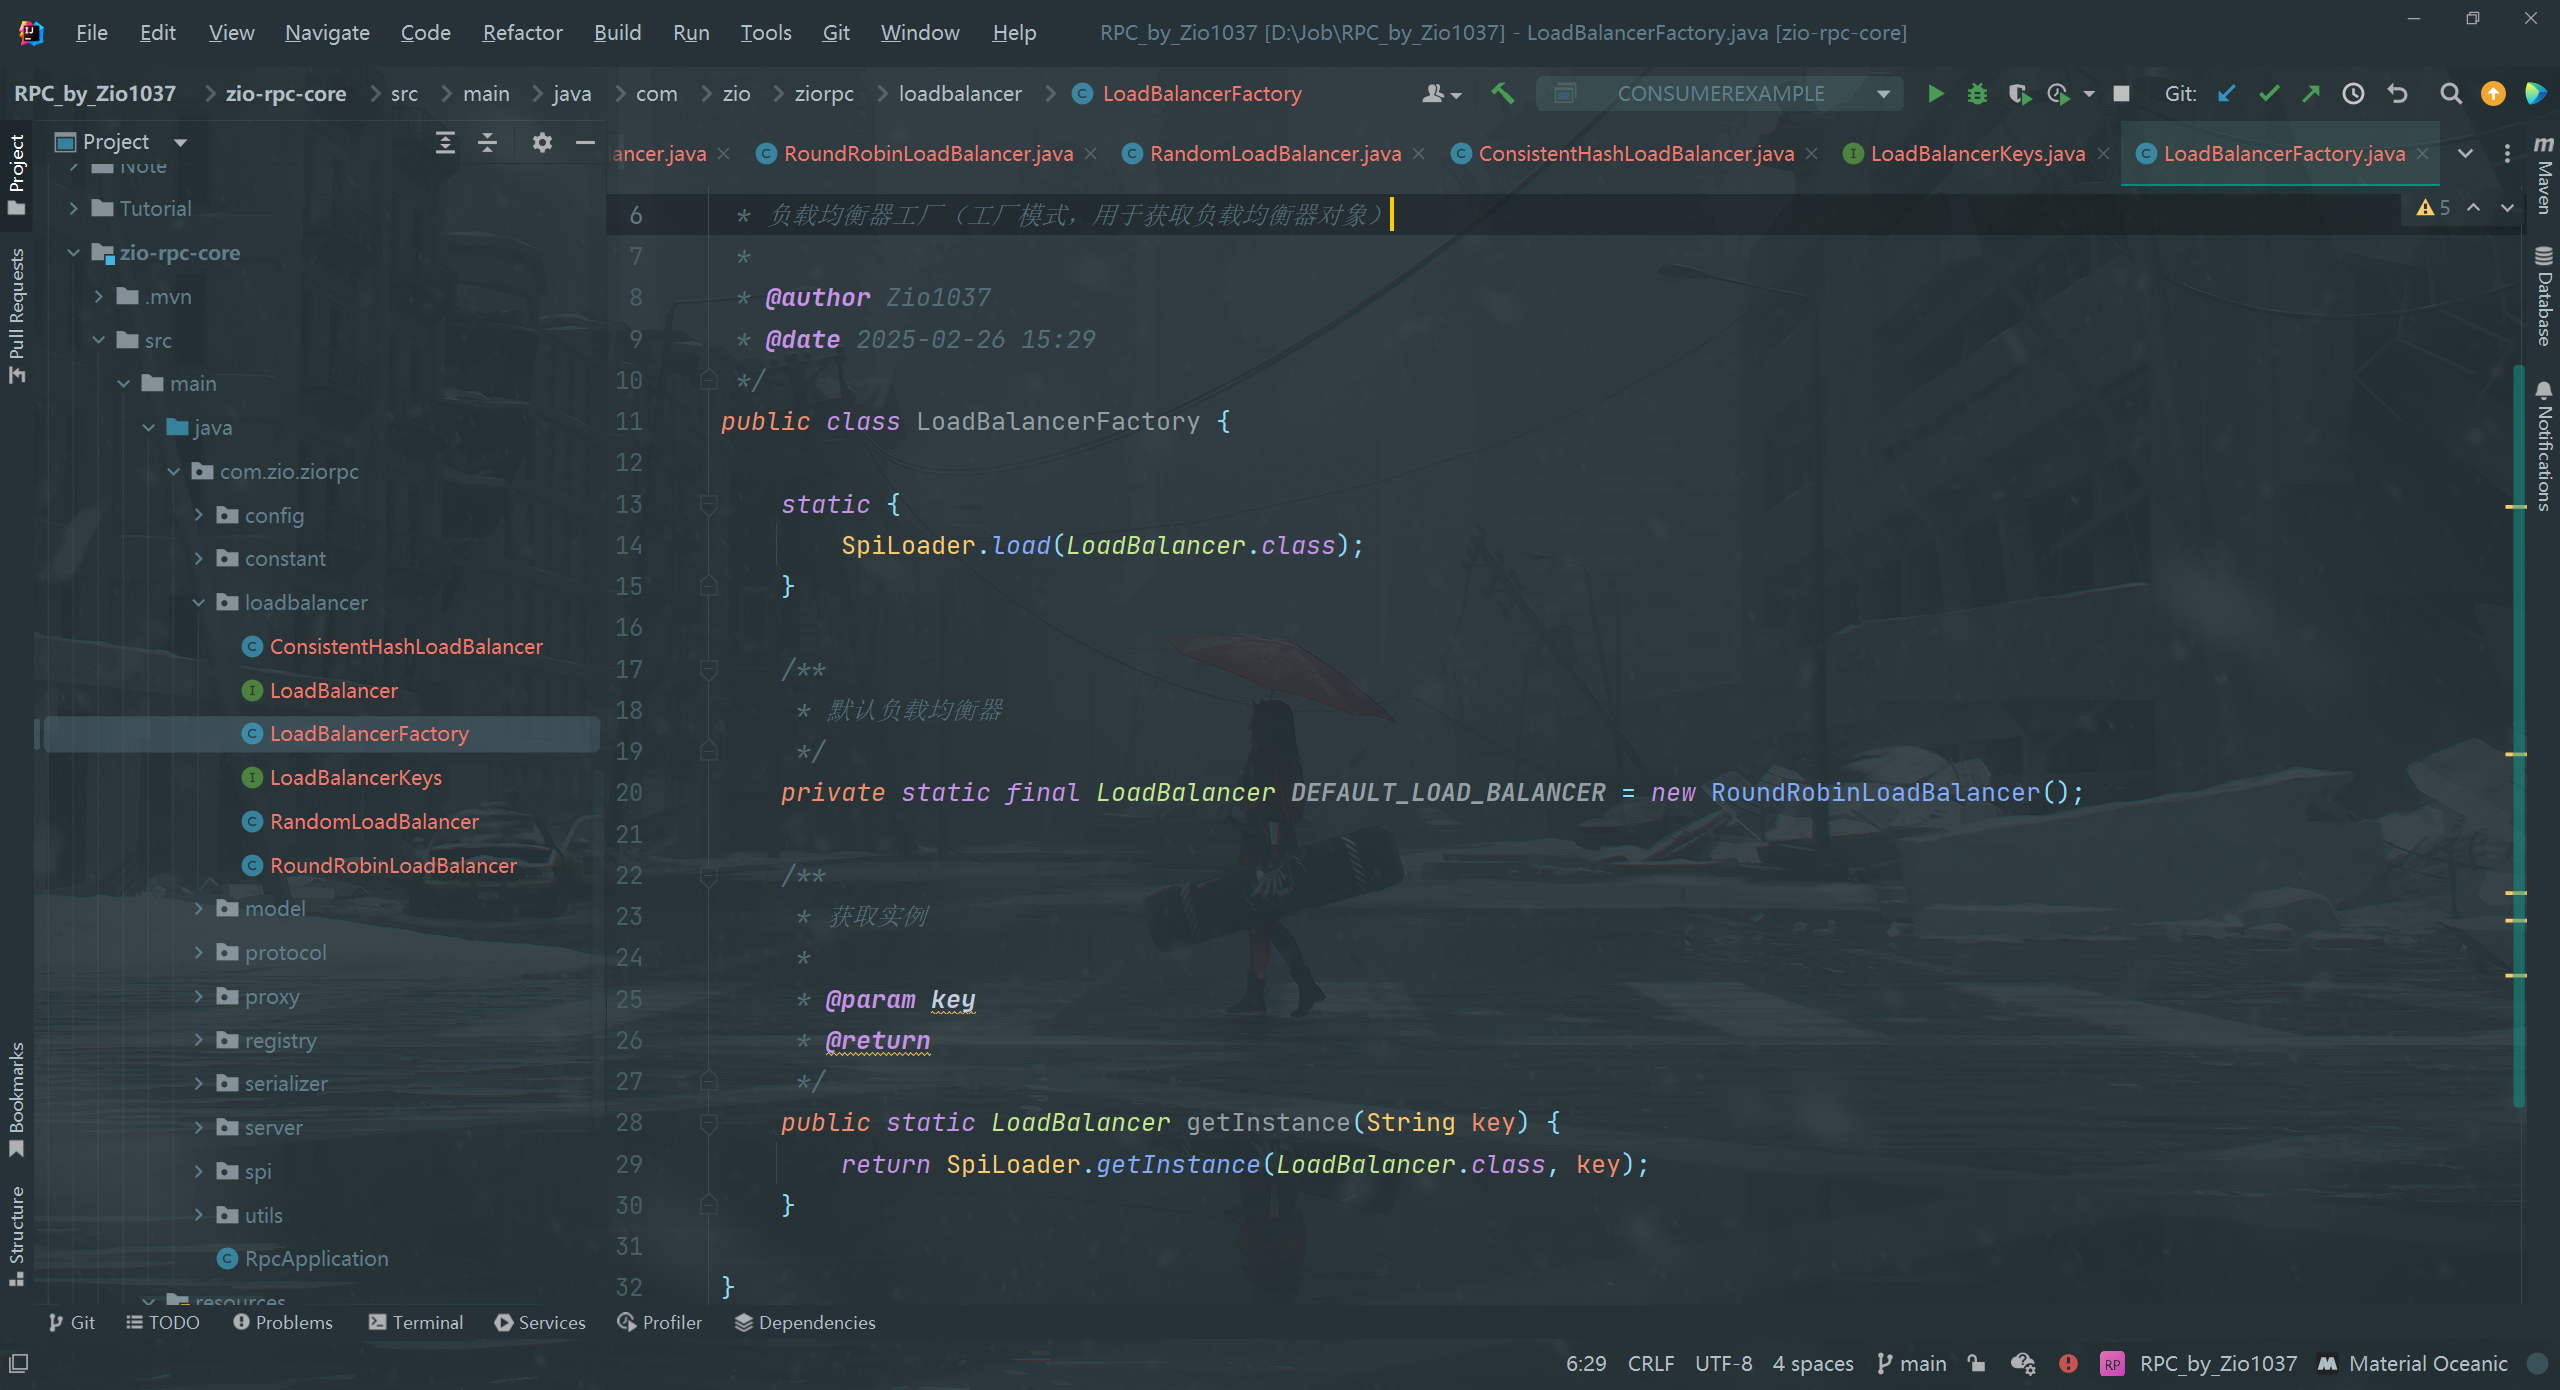 File Edit View Navigate Code Refactor Build Run Tools Git Window Help RPC_by_Zio1037 [D:\Job\RPC_by_Zio1037] - LoadBalancerFactory.java [zio-rpc-core]
RPC_by_Zio1037 zio-rpc-core src main java com zio ziorpc loadbalancer LoadBalancerFactory CONSUMEREXAMPLE Git:
Project
ancer.java RoundRobinLoadBalancer.java RandomLoadBalancer.java ConsistentHashLoadBalancer.java LoadBalancerKeys.java LoadBalancerFactory.java
Project
Pull Requests
Bookmarks
Structure
Note
Tutorial
zio-rpc-core
.mvn
src
main
java
com.zio.ziorpc
config
constant
loadbalancer
ConsistentHashLoadBalancer
LoadBalancer
LoadBalancerFactory
LoadBalancerKeys
RandomLoadBalancer
RoundRobinLoadBalancer
model
protocol
proxy
registry
serializer
server
spi
utils
RpcApplication
resources
5
6 * 负载均衡器工厂（工厂模式，用于获取负载均衡器对象）
7 *
8 * @author Zio1037
9 * @date 2025-02-26 15:29
10 */
11 public class LoadBalancerFactory {
12
13 static {
14 SpiLoader.load(LoadBalancer.class);
15 }
16
17 /**
18 * 默认负载均衡器
19 */
20 private static final LoadBalancer DEFAULT_LOAD_BALANCER = new RoundRobinLoadBalancer();
21
22 /**
23 * 获取实例
24 *
25 * @param key
26 * @return
27 */
28 public static LoadBalancer getInstance(String key) {
29 return SpiLoader.getInstance(LoadBalancer.class, key);
30 }
31
32 }
Maven
Database
Notifications
Git TODO Problems Terminal Services Profiler Dependencies
6:29 CRLF UTF-8 4 spaces main RP RPC_by_Zio1037 Material Oceanic